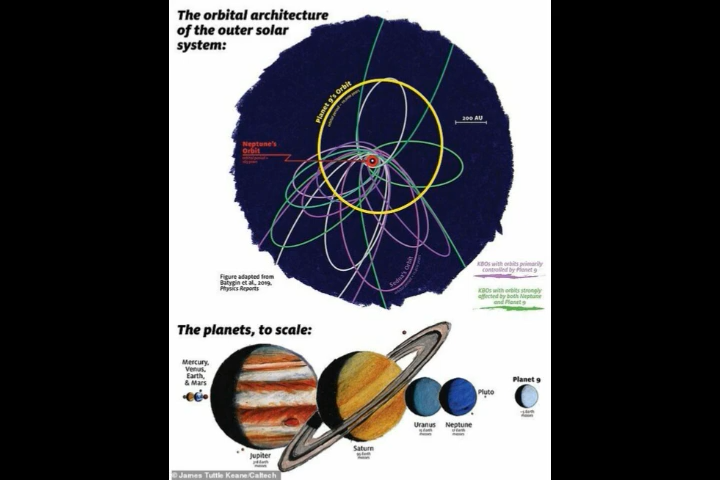 The orbital architecture
of the outer solar
system:
Planet 9's Orbit
200 AU
Neptune's
Orbit
Sedna's Orbit
Figure adapted from
Batygin et al., 2019,
Physics Reports
KBOs with orbits primarily
controlled by Planet 9
KBOs with orbits strongly
affected by both Neptune
and Planet 9
The planets, to scale:
Mercury,
Venus,
Earth,
& Mars
Jupiter
Saturn
Uranus
Neptune
Pluto
Planet 9
© James Tuttle Keane/Caltech